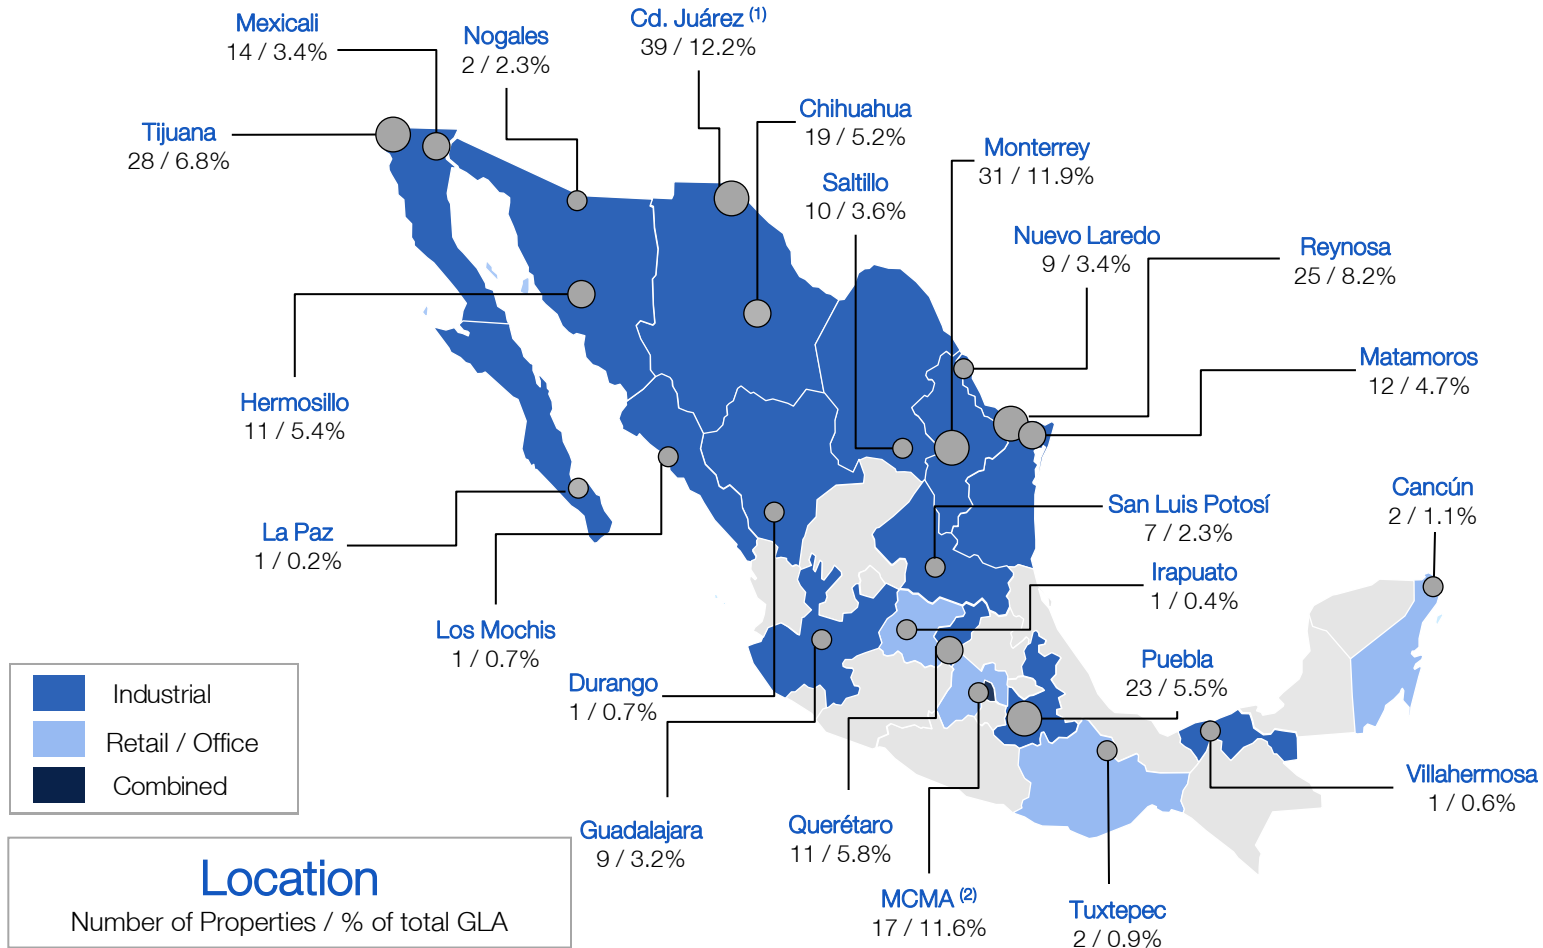 Mexicali
14 / 3.4%
Nogales
2 / 2.3%
Cd. Juárez (1)
39 / 12.2%
Tijuana
28 / 6.8%
Chihuahua
19 / 5.2%
Saltillo
10 / 3.6%
Monterrey
31 / 11.9%
Nuevo Laredo
9 / 3.4%
Reynosa
25 / 8.2%
Matamoros
12 / 4.7%
Hermosillo
11 / 5.4%
La Paz
1 / 0.2%
Los Mochis
1 / 0.7%
San Luis Potosí
7 / 2.3%
Cancún
2 / 1.1%
Irapuato
1 / 0.4%
Puebla
23 / 5.5%
Durango
1 / 0.7%
Villahermosa
1 / 0.6%
Guadalajara
9 / 3.2%
Querétaro
11 / 5.8%
MCMA (2)
17 / 11.6%
Tuxtepec
2 / 0.9%
Industrial
Retail / Office
Combined
Location
Number of Properties / % of total GLA